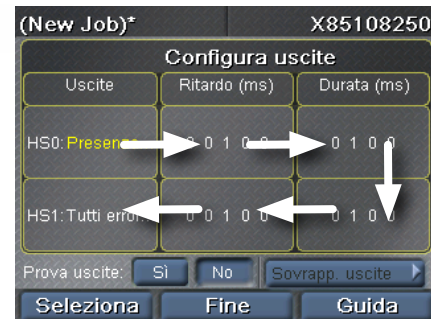 (New Job)* X85108250
Configura uscite
Uscite Ritardo (ms) Durata (ms)
HS0: Presenza 0 0 1 0 0 0 1 0 0
HS1: Tutti error... 0 0 1 0 0 0 1 0 0
Prova uscite: Sì No Sovrapp. uscite
Seleziona Fine Guida